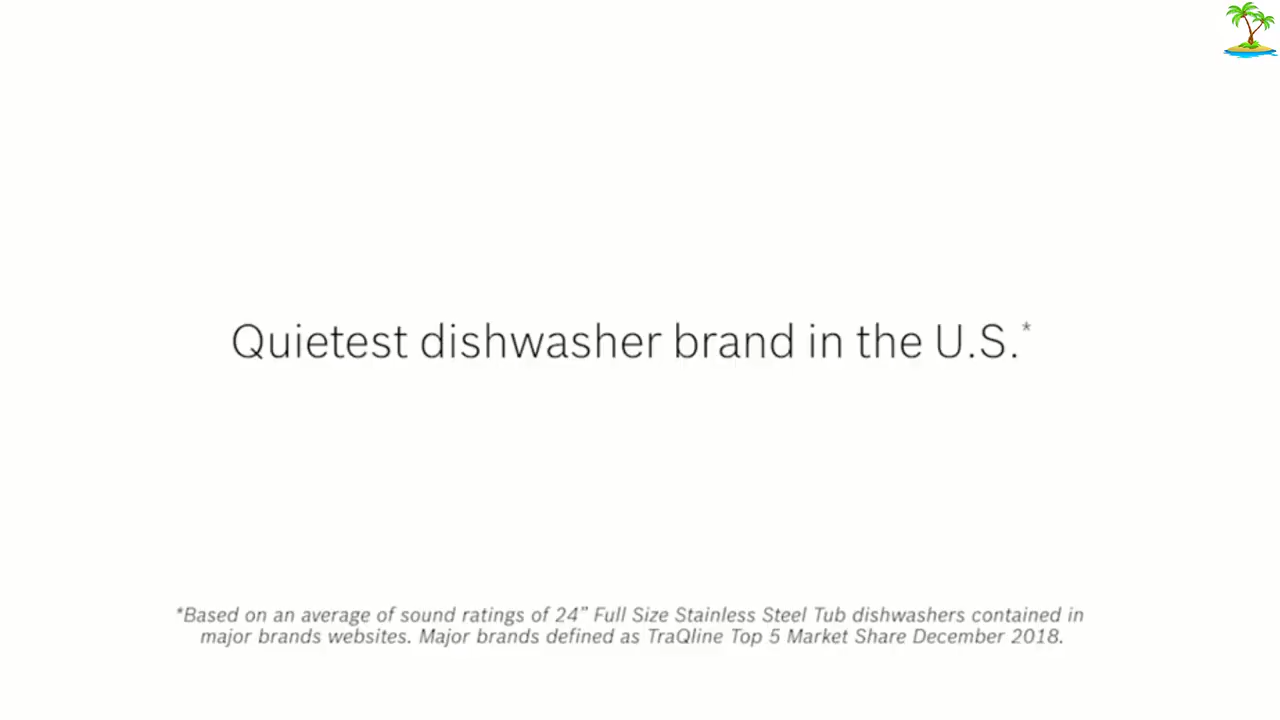 Quietest dishwasher brand in the U.S.*
*Based on an average of sound ratings of 24” Full Size Stainless Steel Tub dishwashers contained in
major brands websites. Major brands defined as TraQline Top 5 Market Share December 2018.